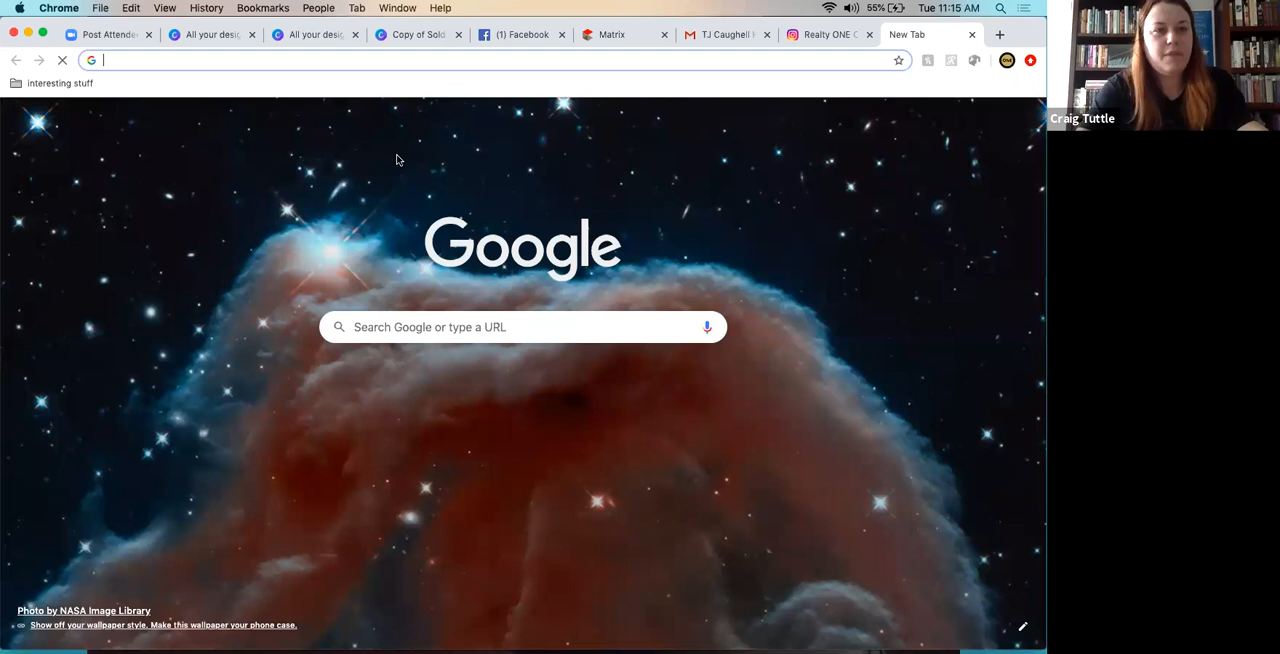 Chrome File Edit View History Bookmarks People Tab Window Help 55% Tue 11:15 AM
Post Attende All your desig All your desig Copy of Sold (1) Facebook Matrix T.J Caughell Realty ONE New Tab
interesting stuff
Craig Tuttle
Google
Search Google or type a URL
Photo by NASA Image Library
Show off your wallpaper style. Make this wallpaper your phone case.